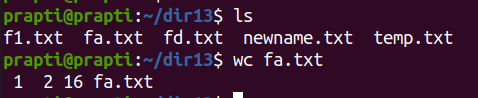 prapti@prapti:~/dir13$ ls
f1.txt  fa.txt  fd.txt  newname.txt  temp.txt
prapti@prapti:~/dir13$ wc fa.txt
 1  2 16 fa.txt